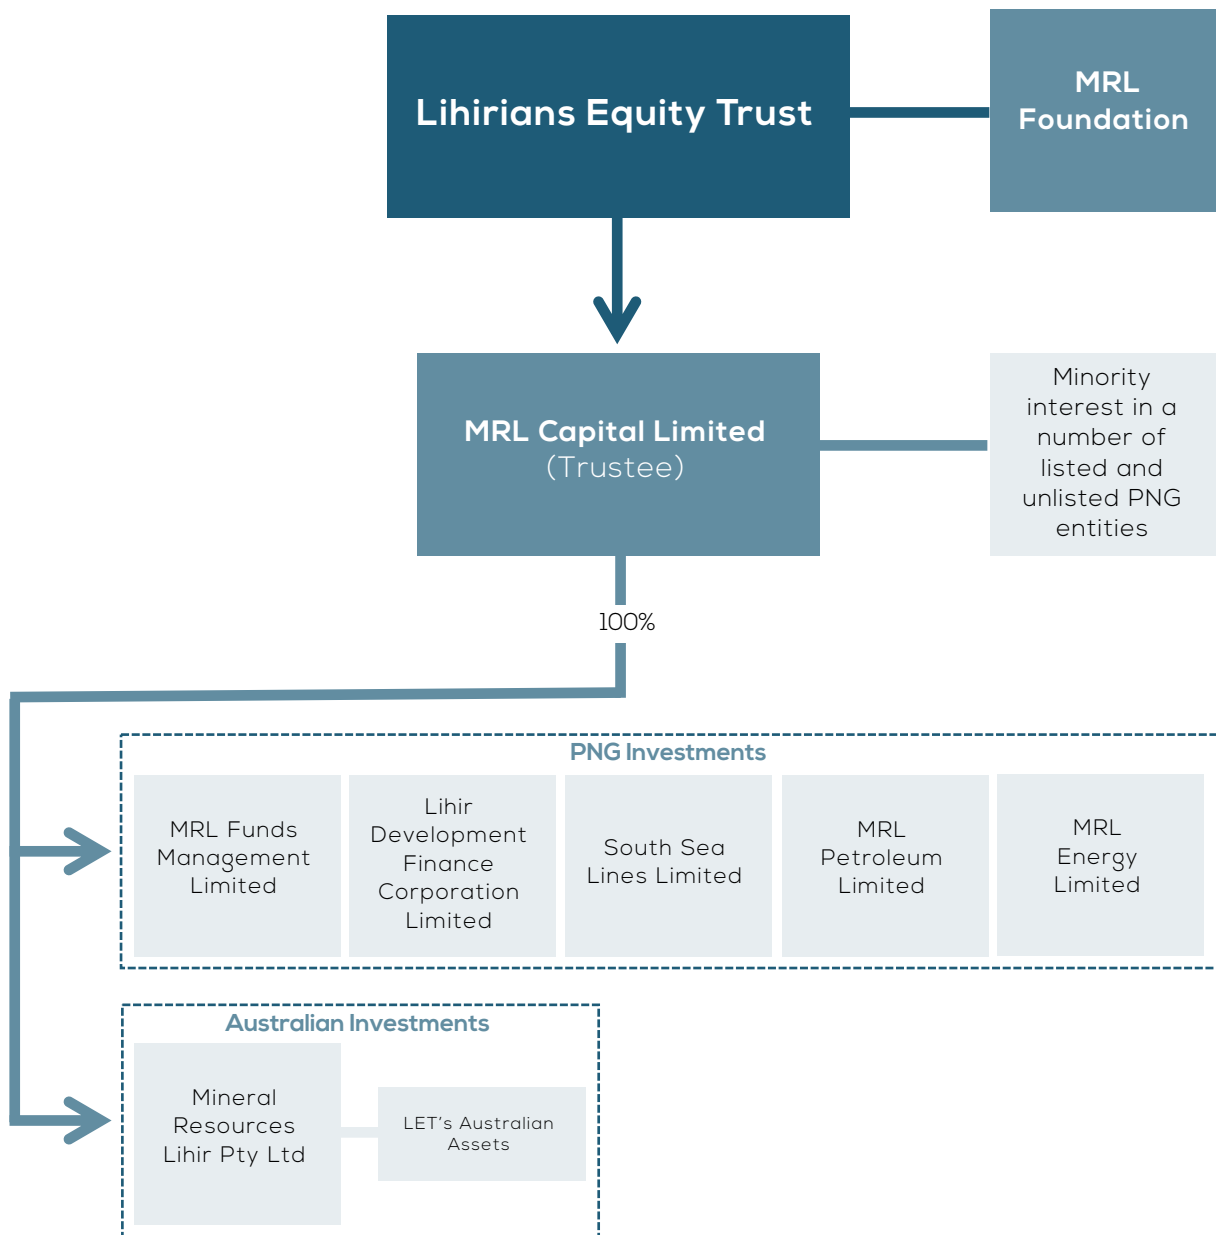 Lihirians Equity Trust
MRL
Foundation
MRL Capital Limited
(Trustee)
Minority
interest in a
number of
listed and
unlisted PNG
entities
100%
PNG Investments
MRL Funds
Management
Limited
Lihir
Development
Finance
Corporation
Limited
South Sea
Lines Limited
MRL
Petroleum
Limited
MRL
Energy
Limited
Australian Investments
Mineral
Resources
Lihir Pty Ltd
LET’s Australian
Assets